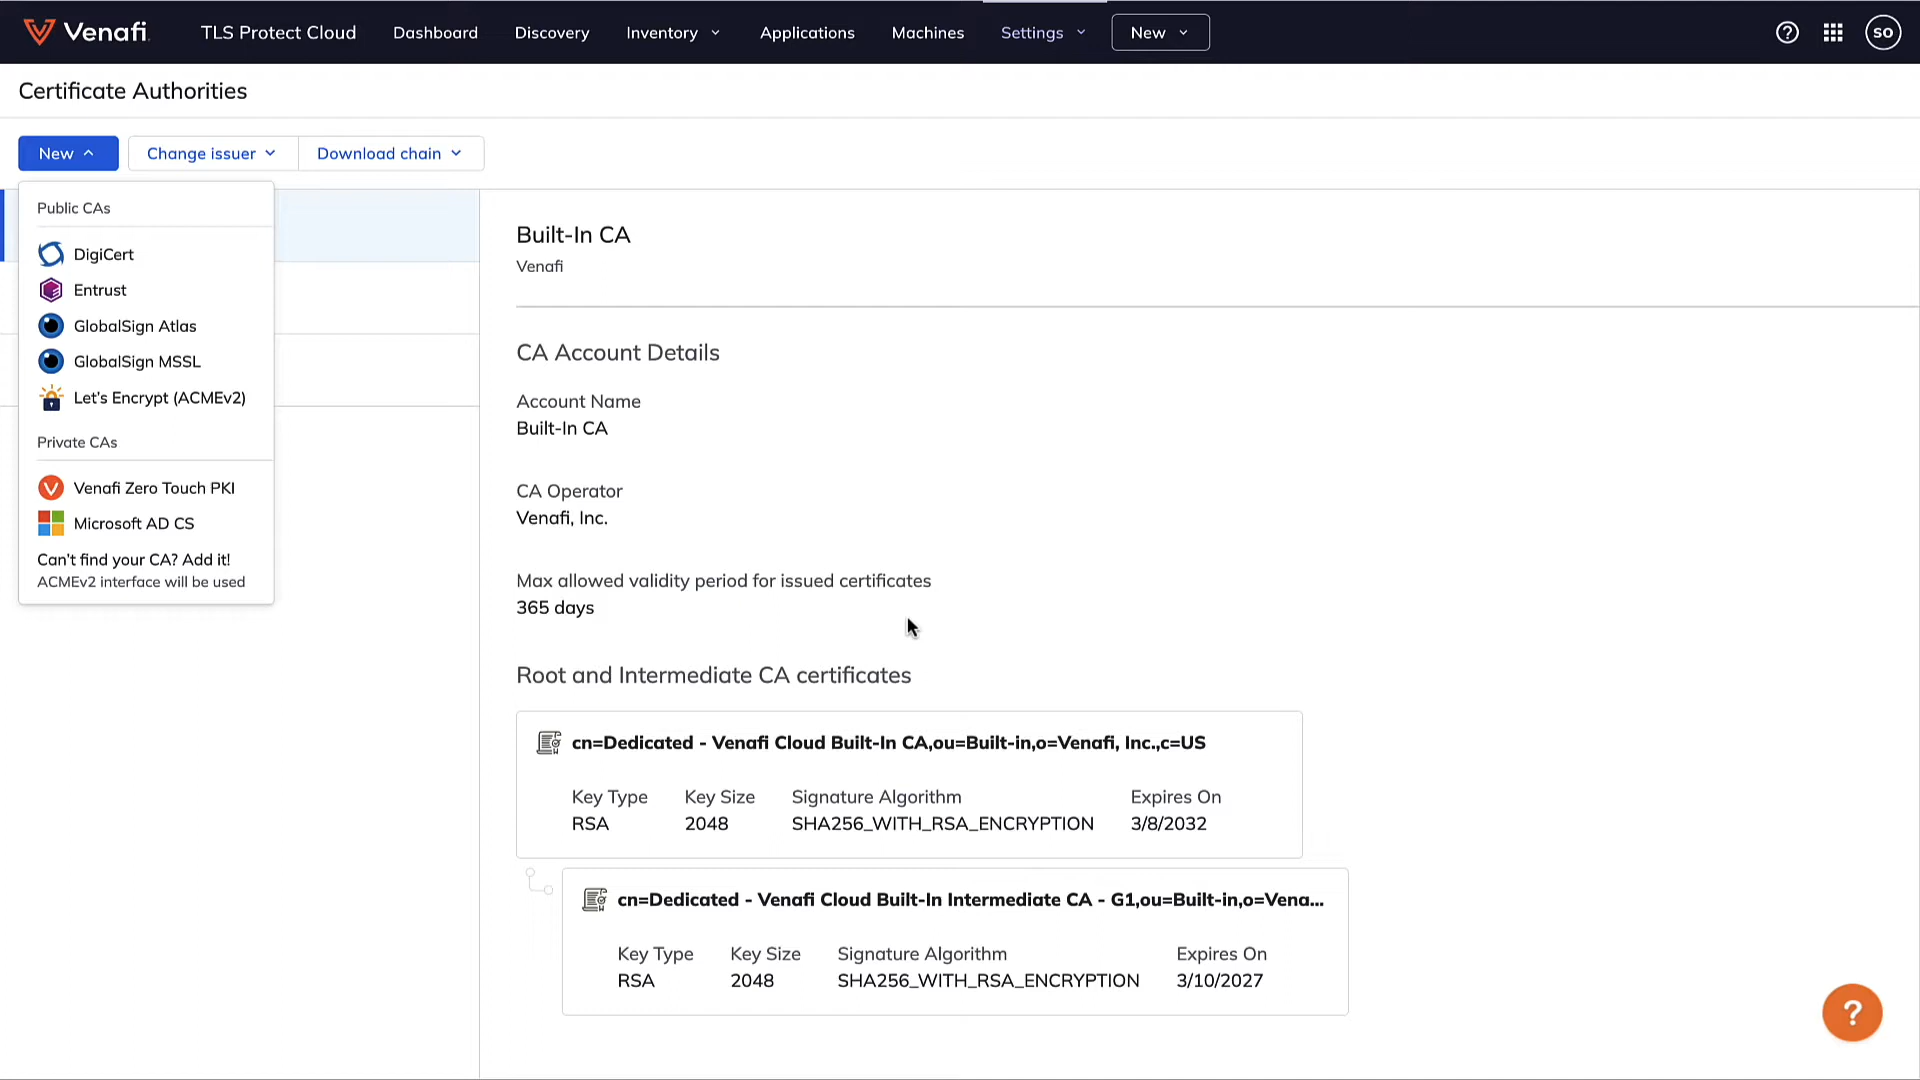 Venafi TLS Protect Cloud Dashboard Discovery Inventory Applications Machines Settings New ? SO
Certificate Authorities
New Change issuer Download chain
Public CAs
DigiCert
Entrust
GlobalSign Atlas
GlobalSign MSSL
Let's Encrypt (ACMEv2)
Private CAs
Venafi Zero Touch PKI
Microsoft AD CS
Can't find your CA? Add it!
ACMEv2 interface will be used
Built-In CA
Venafi
CA Account Details
Account Name
Built-In CA
CA Operator
Venafi, Inc.
Max allowed validity period for issued certificates
365 days
Root and Intermediate CA certificates
cn=Dedicated - Venafi Cloud Built-In CA,ou=Built-in,o=Venafi, Inc.,c=US
Key Type Key Size Signature Algorithm Expires On
RSA 2048 SHA256_WITH_RSA_ENCRYPTION 3/8/2032
cn=Dedicated - Venafi Cloud Built-In Intermediate CA - G1,ou=Built-in,o=Vena...
Key Type Key Size Signature Algorithm Expires On
RSA 2048 SHA256_WITH_RSA_ENCRYPTION 3/10/2027
?